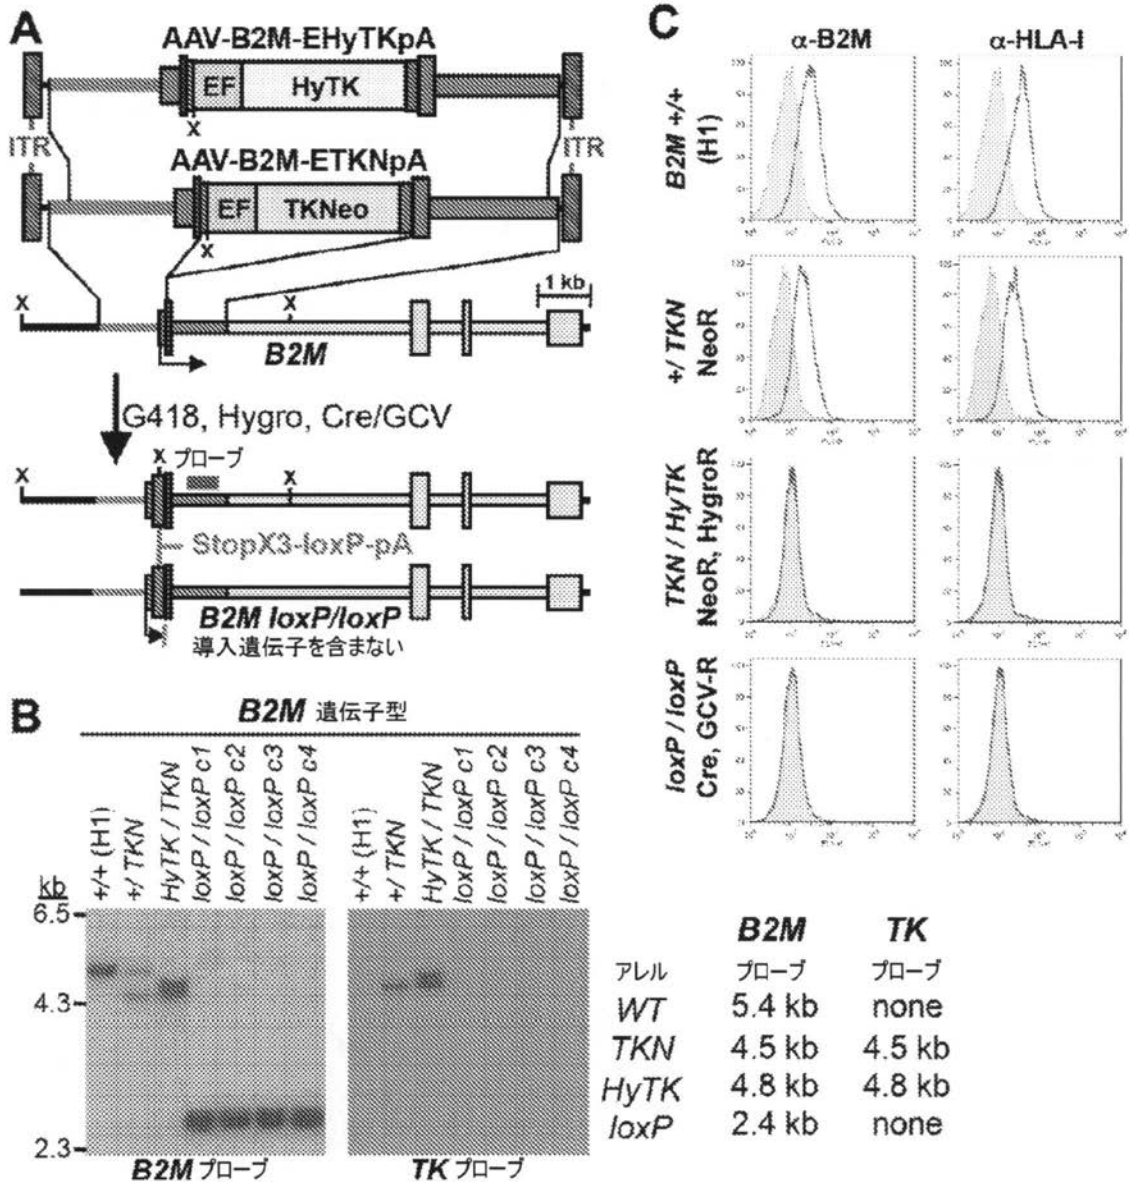 A
AAV-B2M-EHyTKpA
EF
HyTK
X
ITR
ITR
AAV-B2M-ETKNpA
EF
TKNeo
X
1 kb
X
X
B2M
G418, Hygro, Cre/GCV
X
X
プローブ
X
StopX3-loxP-pA
B2M loxP/loxP
導入遺伝子を含まない
B
B2M 遺伝子型
+/+ (H1)
+/ TKN
HyTK / TKN
loxP / loxP c1
loxP / loxP c2
loxP / loxP c3
loxP / loxP c4
+/+ (H1)
+/ TKN
HyTK / TKN
loxP / loxP c1
loxP / loxP c2
loxP / loxP c3
loxP / loxP c4
kb
6.5
4.3
2.3
B2M プローブ
TK プローブ
C
α-B2M
α-HLA-I
B2M +/+
(H1)
+/ TKN
NeoR
TKN / HyTK
NeoR, HygroR
loxP / loxP
Cre, GCV-R
B2M TK
アレル プローブ プローブ
WT 5.4 kb none
TKN 4.5 kb 4.5 kb
HyTK 4.8 kb 4.8 kb
loxP 2.4 kb none